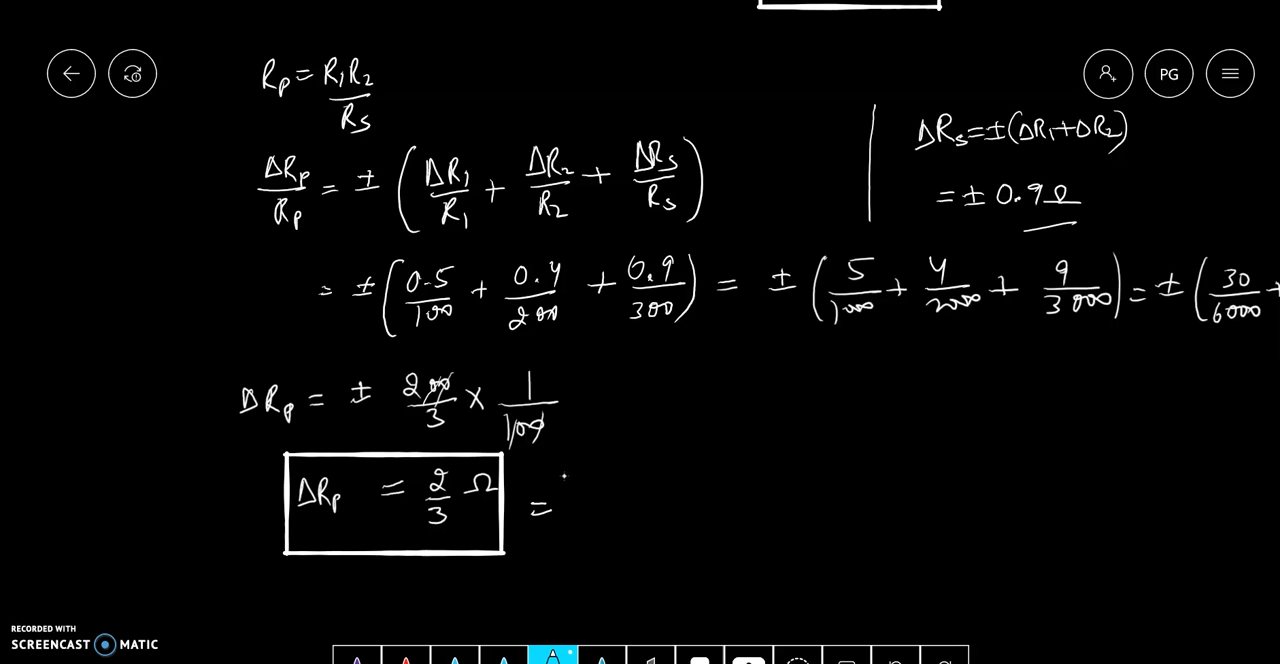 PG
Rp = R1R2/Rs
ΔRs = ± (ΔR1 + ΔR2)
= ± 0.9Ω
ΔRp/Rp = ± (ΔR1/R1 + ΔR2/R2 + ΔRs/Rs)
= ± (0.5/100 + 0.4/200 + 0.9/300) = ± (5/1000 + 4/2000 + 9/3000) = ± (30/6000 +
ΔRp = ± 200/3 × 1/100
ΔRp = 2/3 Ω =
RECORDED WITH
SCREENCAST MATIC